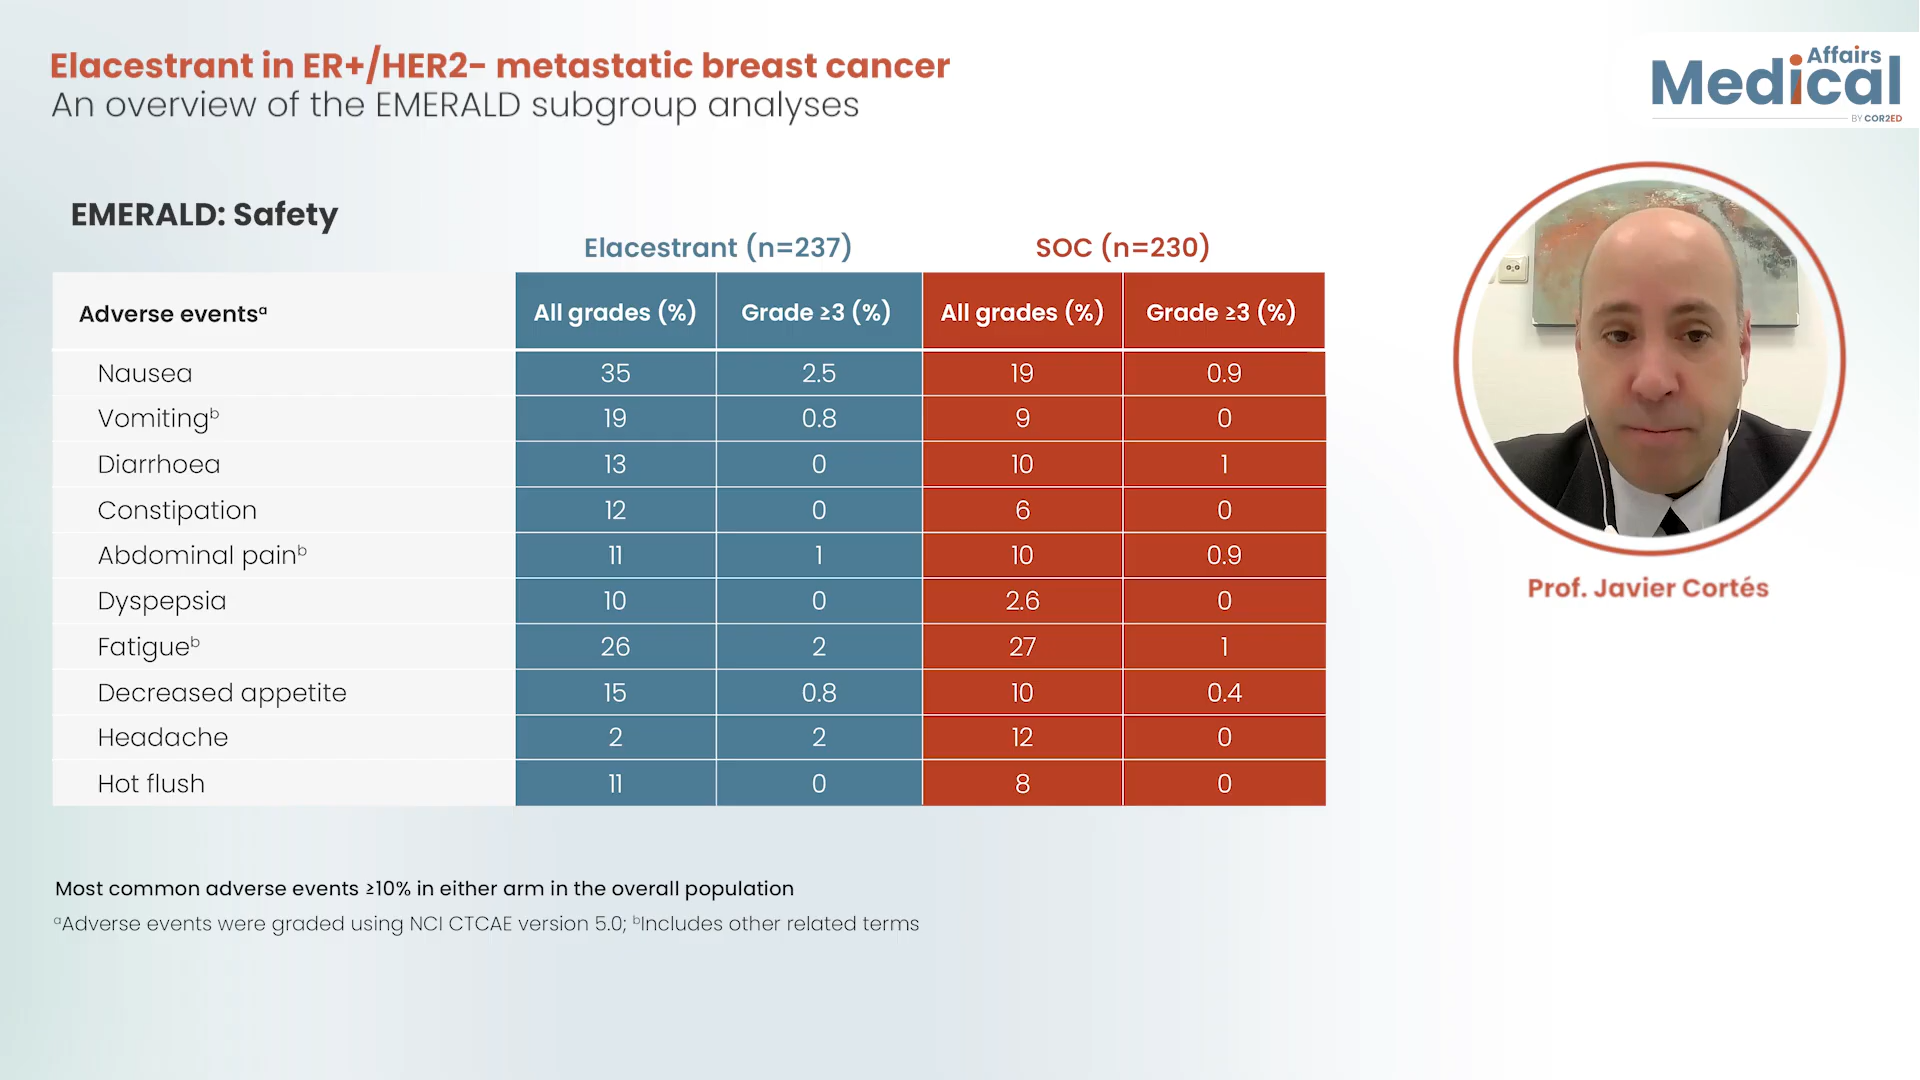 Elacestrant in ER+/HER2- metastatic breast cancer
An overview of the EMERALD subgroup analyses
Affairs
Medical
BY COR2ED
EMERALD: Safety
Elacestrant (n=237) SOC (n=230)
Adverse eventsᵃ All grades (%) Grade ≥3 (%) All grades (%) Grade ≥3 (%)
Nausea 35 2.5 19 0.9
Vomitingᵇ 19 0.8 9 0
Diarrhoea 13 0 10 1
Constipation 12 0 6 0
Abdominal painᵇ 11 1 10 0.9
Dyspepsia 10 0 2.6 0
Fatigueᵇ 26 2 27 1
Decreased appetite 15 0.8 10 0.4
Headache 2 2 12 0
Hot flush 11 0 8 0
Prof. Javier Cortés
Most common adverse events ≥10% in either arm in the overall population
ᵃAdverse events were graded using NCI CTCAE version 5.0; ᵇIncludes other related terms